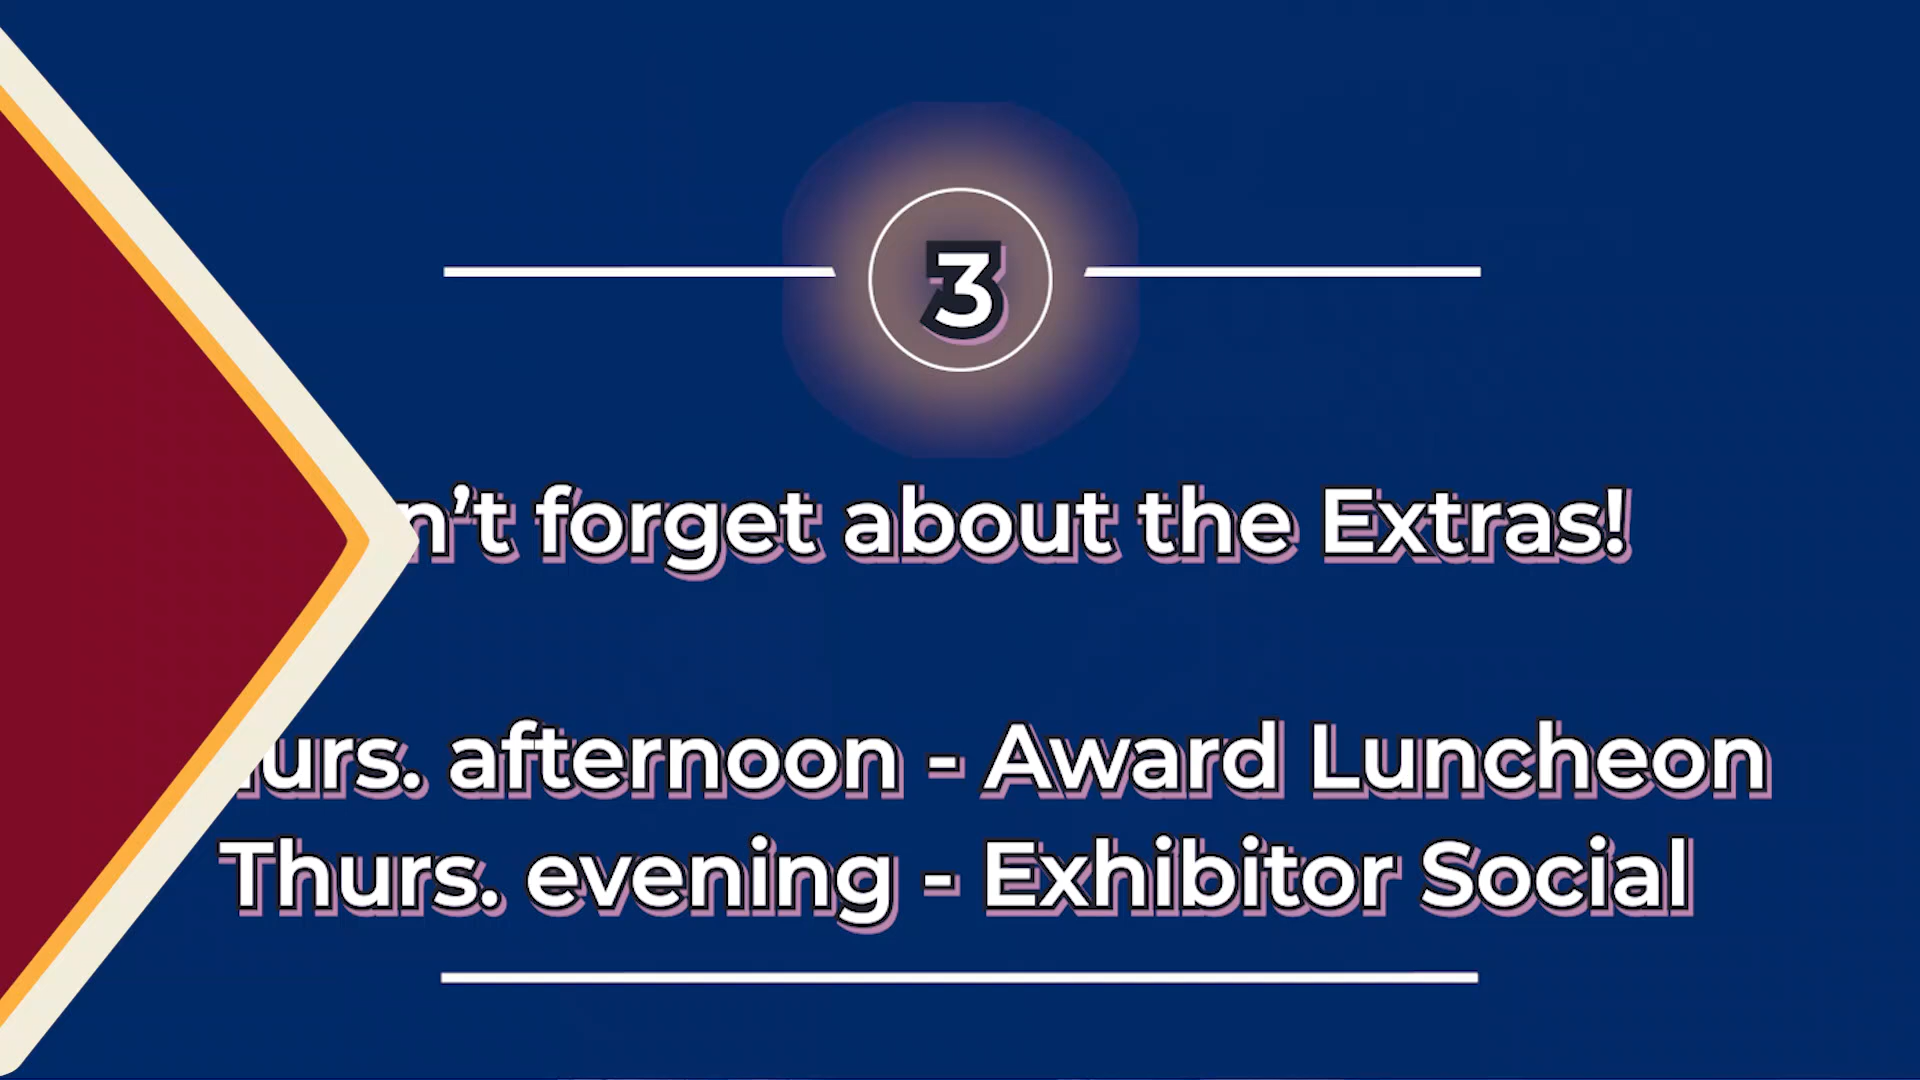 3
n't forget about the Extras!
urs. afternoon - Award Luncheon
Thurs. evening - Exhibitor Social